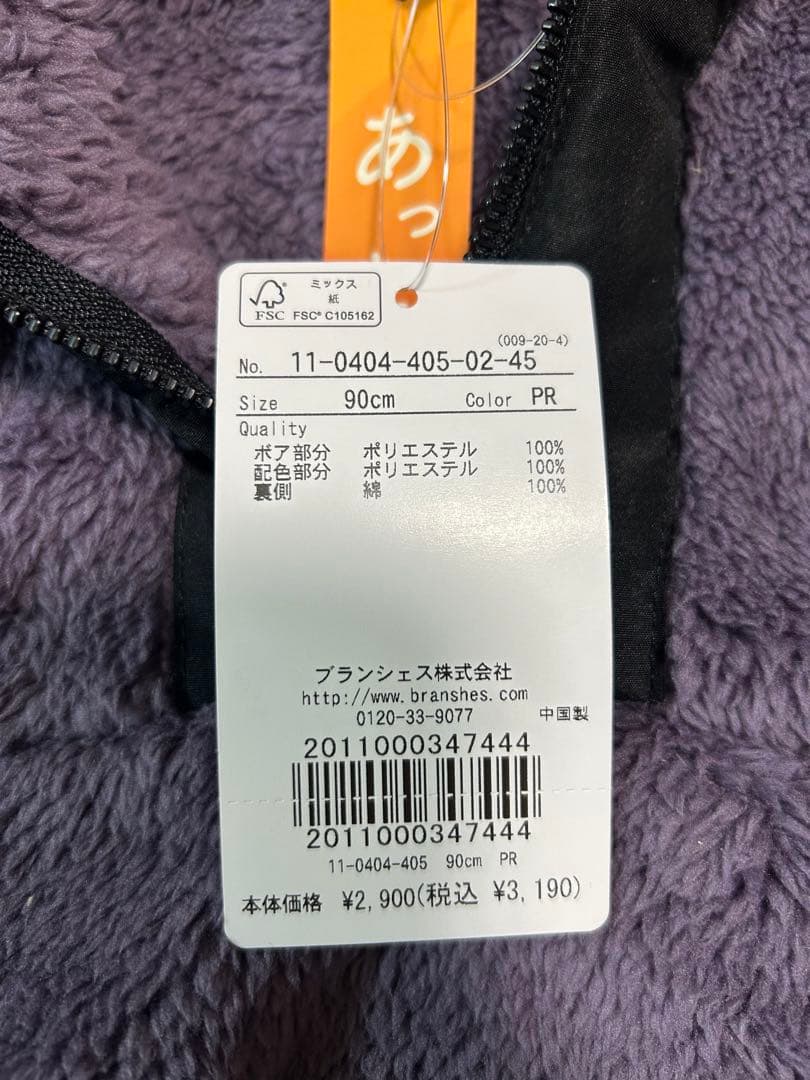 あっ
ミックス
紙
FSC
FSC® C105162
(009-20-4)
No. 11-0404-405-02-45
Size 90cm Color PR
Quality
ボア部分 ポリエステル 100%
配色部分 ポリエステル 100%
裏側 綿 100%
ブランシェス株式会社
http://www.branshes.com
0120-33-9077 中国製
2011000347444
2011000347444
11-0404-405 90cm PR
本体価格 ¥2,900(税込 ¥3,190)